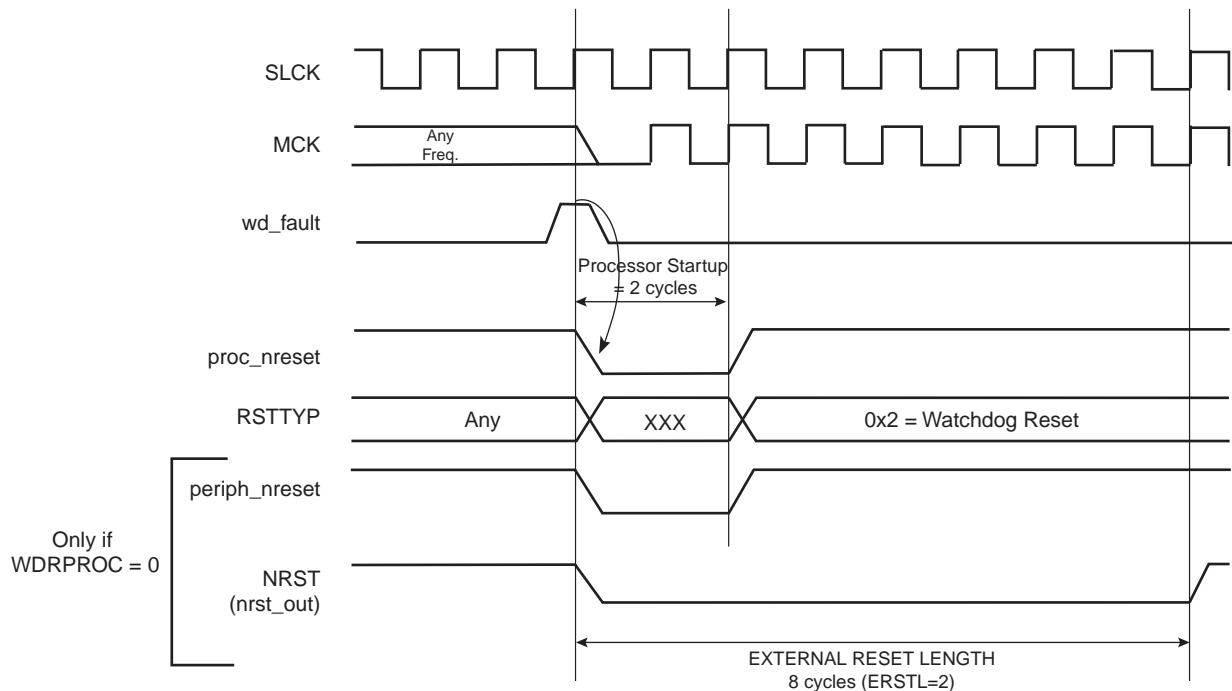 SLCK
MCK
Any
Freq.
wd_fault
Processor Startup
= 2 cycles
proc_nreset
RSTTYP
Any
XXX
0x2 = Watchdog Reset
periph_nreset
Only if
WDRPROC = 0
NRST
(nrst_out)
EXTERNAL RESET LENGTH
8 cycles (ERSTL=2)